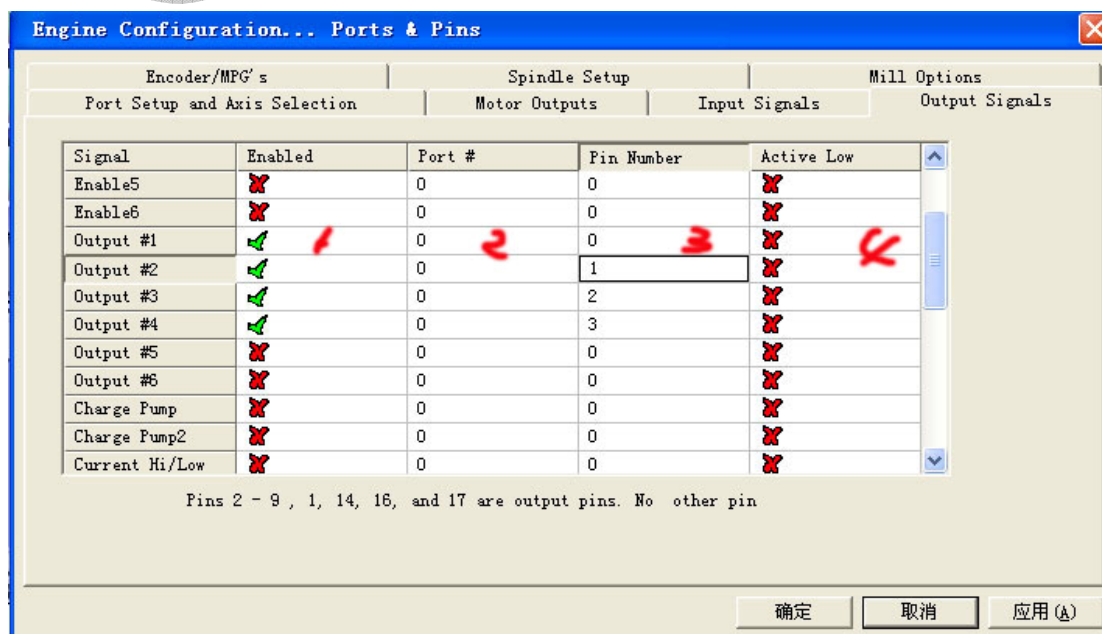 Engine Configuration... Ports & Pins
Encoder/MPG's Spindle Setup Mill Options
Port Setup and Axis Selection Motor Outputs Input Signals Output Signals
Signal Enabled Port # Pin Number Active Low
Enable5 0 0
Enable6 0 0
Output #1 1 0 2 0 3 4
Output #2 0 1
Output #3 0 2
Output #4 0 3
Output #5 0 0
Output #6 0 0
Charge Pump 0 0
Charge Pump2 0 0
Current Hi/Low 0 0
Pins 2 - 9 , 1, 14, 16, and 17 are output pins. No other pin
确定 取消 应用(A)